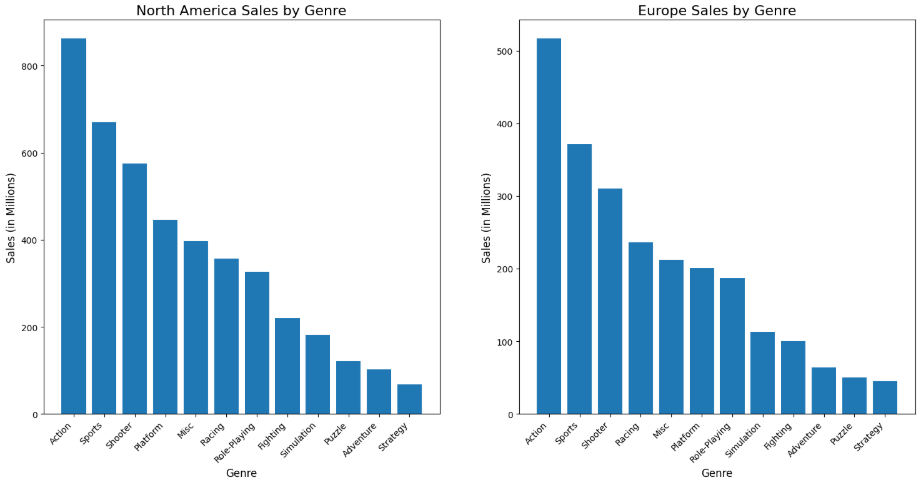 North America Sales by Genre
Sales (in Millions)
800
600
400
200
0
Action
Sports
Shooter
Platform
Misc
Racing
Role-Playing
Fighting
Simulation
Puzzle
Adventure
Strategy
Genre
Europe Sales by Genre
Sales (in Millions)
500
400
300
200
100
0
Action
Sports
Shooter
Racing
Misc
Platform
Role-Playing
Simulation
Fighting
Adventure
Puzzle
Strategy
Genre